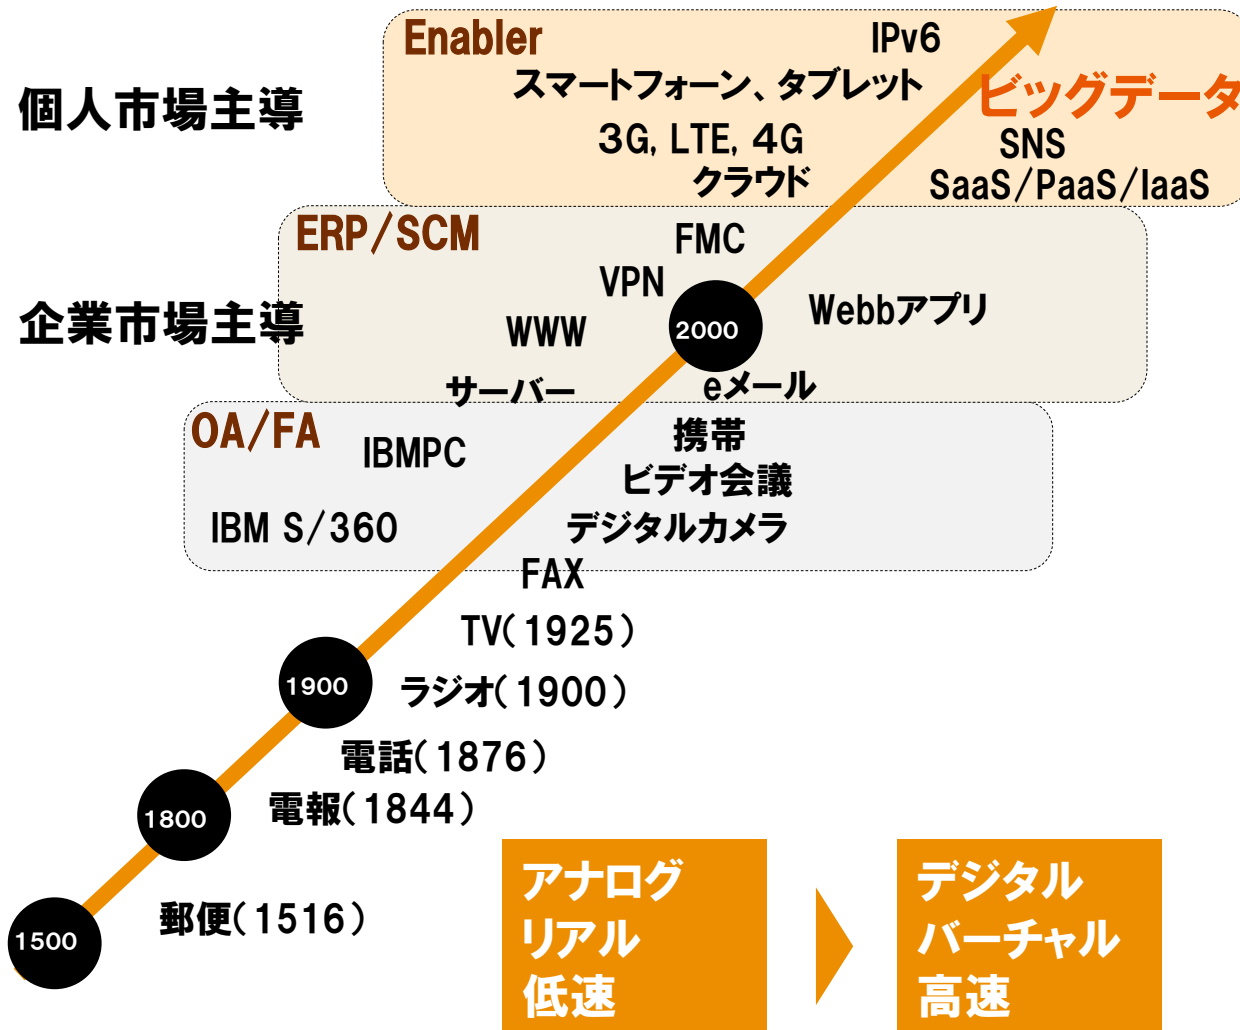 Enabler
IPv6
スマートフォーン、タブレット
ビッグデータ
個人市場主導
3G, LTE, 4G
SNS
クラウド
SaaS/PaaS/IaaS
ERP/SCM
FMC
VPN
企業市場主導
WWW
2000
Webbアプリ
サーバー
eメール
OA/FA
携帯
IBMPC
ビデオ会議
IBM S/360
デジタルカメラ
FAX
TV(1925)
1900
ラジオ(1900)
電話(1876)
1800
電報(1844)
郵便(1516)
1500
アナログ
リアル
低速
デジタル
バーチャル
高速